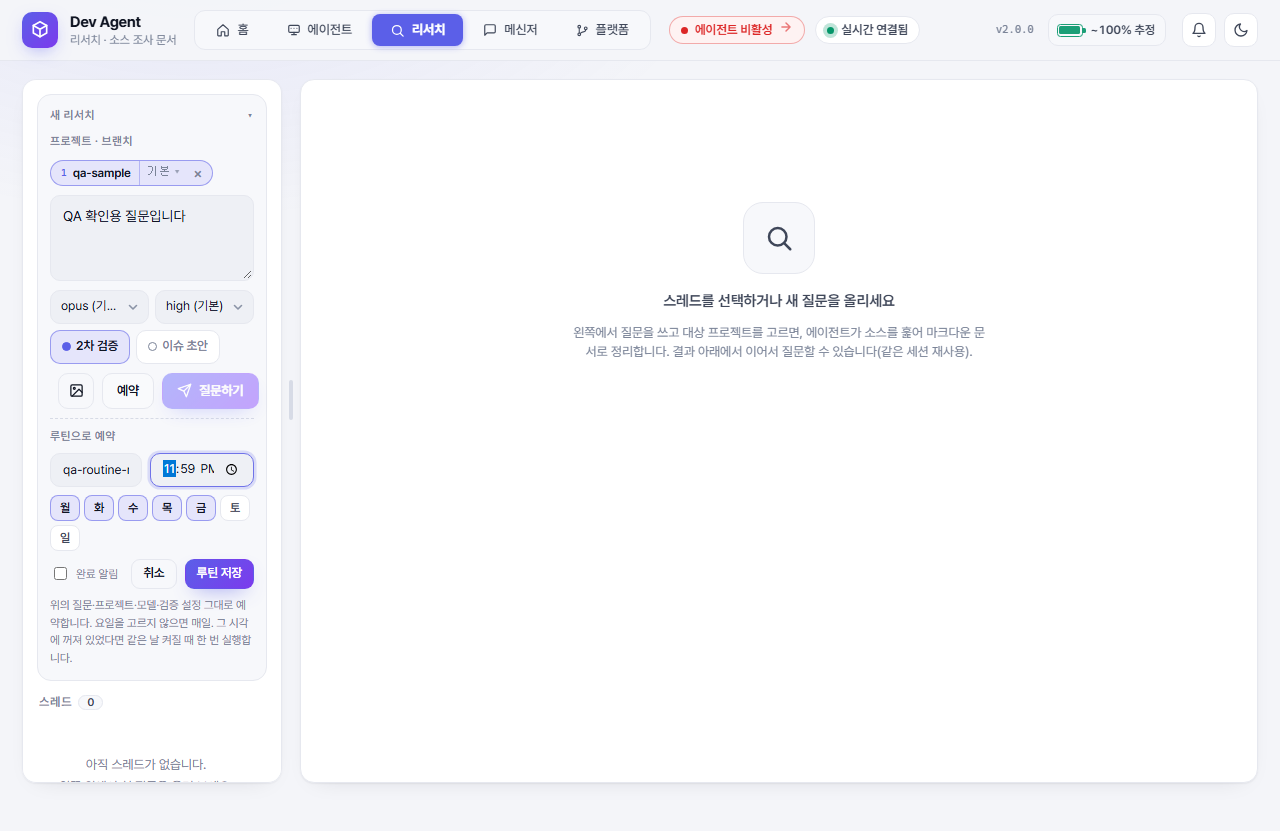 Dev Agent
리서치 · 소스 조사 문서
홈
에이전트
리서치
메신저
플랫폼
에이전트 비활성 →
실시간 연결됨
v2.0.0
~100% 추정
새 리서치
프로젝트 · 브랜치
1 qa-sample 기본 ×
QA 확인용 질문입니다
opus (기...
high (기본)
2차 검증
이슈 초안
예약
질문하기
루틴으로 예약
qa-routine-
11:59 PM
월 화 수 목 금 토
일
완료 알림
취소
루틴 저장
위의 질문·프로젝트·모델·검증 설정 그대로 예
약합니다. 요일을 고르지 않으면 매일. 그 시각
에 꺼져 있었다면 같은 날 켜질 때 한 번 실행합
니다.
스레드 0
아직 스레드가 없습니다.
스레드를 선택하거나 새 질문을 올리세요
왼쪽에서 질문을 쓰고 대상 프로젝트를 고르면, 에이전트가 소스를 훑어 마크다운 문
서로 정리합니다. 결과 아래에서 이어서 질문할 수 있습니다(같은 세션 재사용).